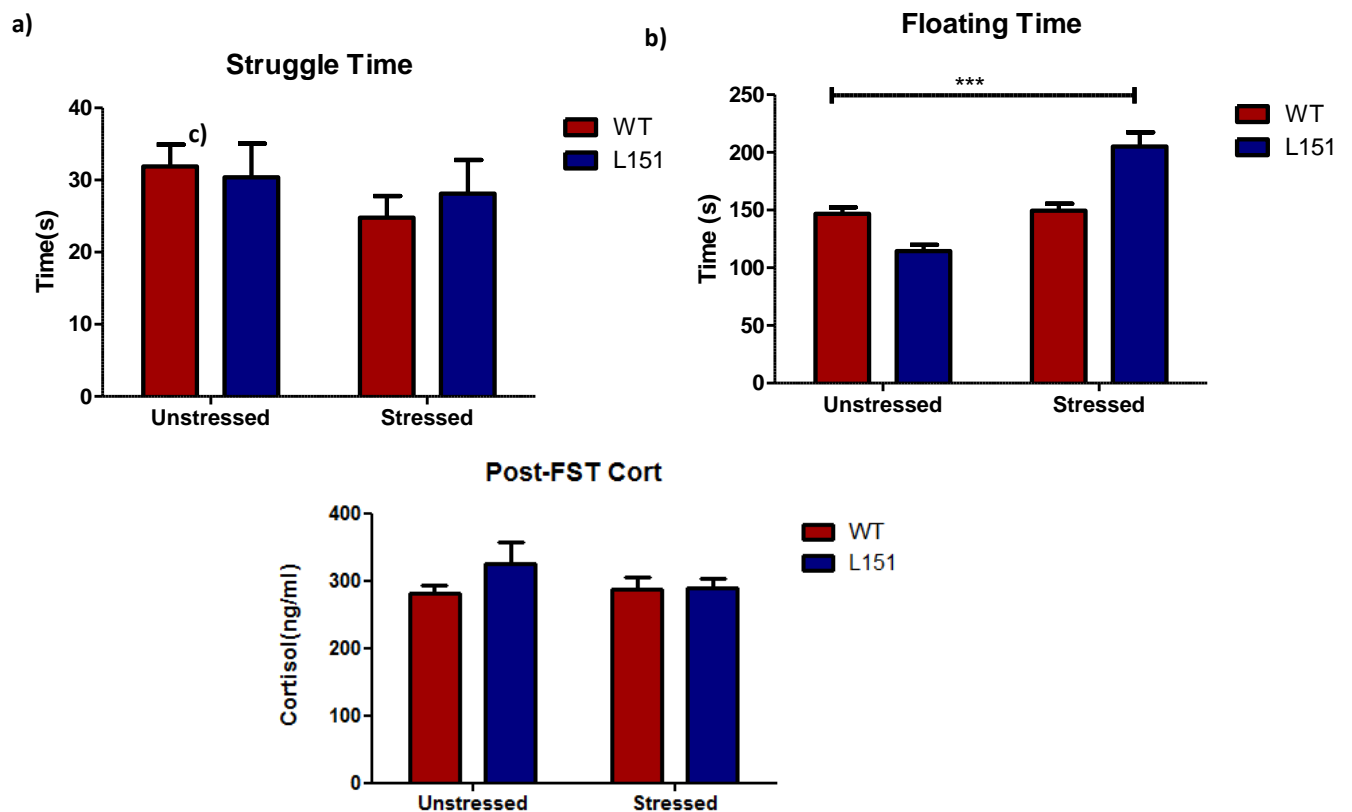 a)
Struggle Time
40
30
20
10
0
Time(s)
c)
WT
L151
Unstressed Stressed
b)
Floating Time
***
250
200
150
100
50
0
Time (s)
WT
L151
Unstressed Stressed
Post-FST Cort
400
300
200
100
0
Cortisol(ng/ml)
WT
L151
Unstressed Stressed